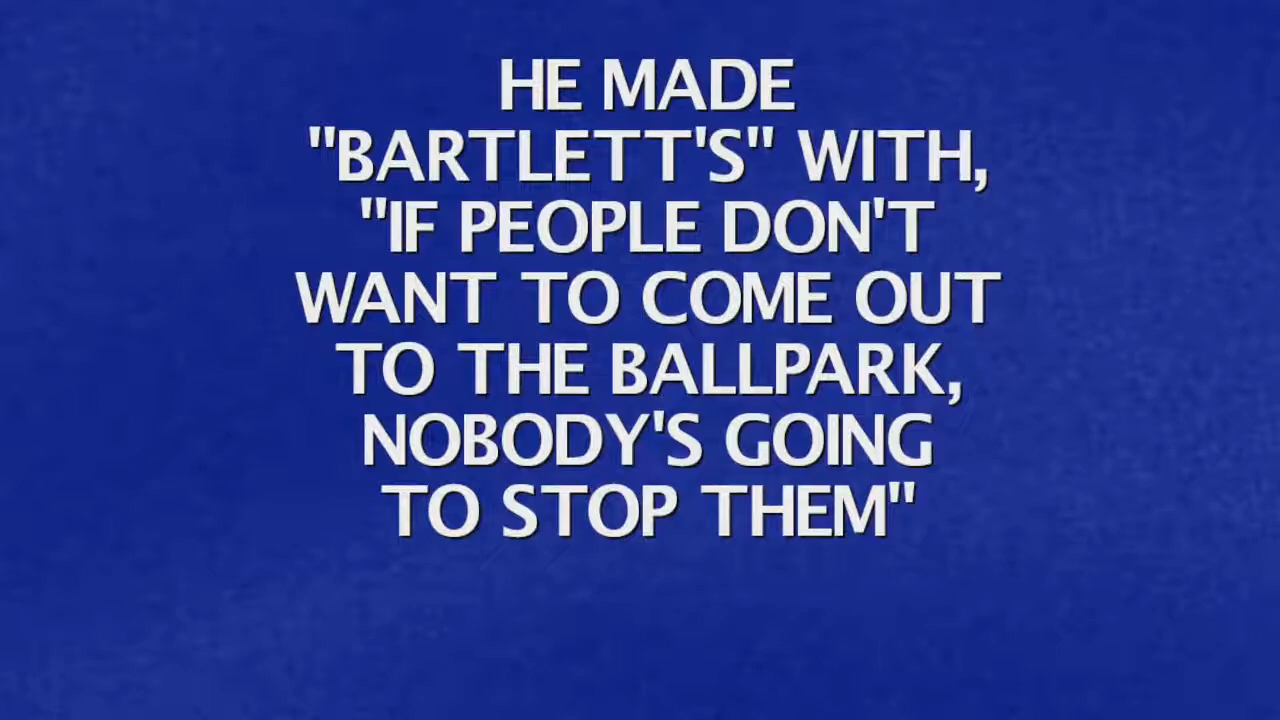 HE MADE
"BARTLETT'S" WITH,
"IF PEOPLE DON'T
WANT TO COME OUT
TO THE BALLPARK,
NOBODY'S GOING
TO STOP THEM"